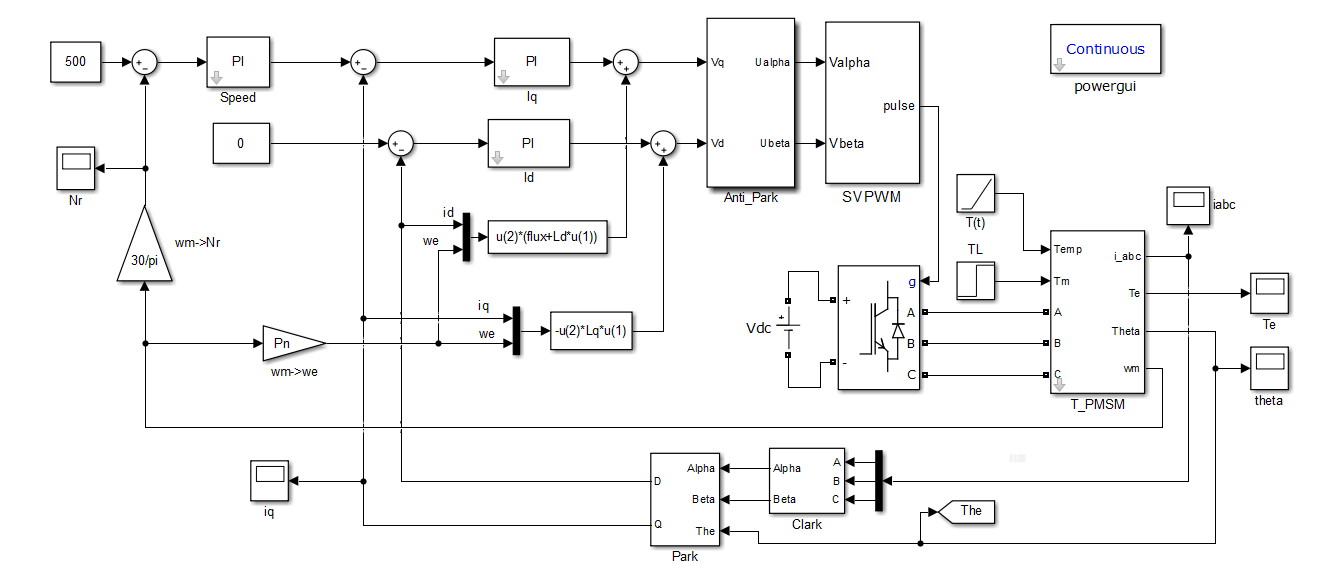 500
PI
Speed
PI
Iq
Vq
Vd
Ualpha
Ubeta
Anti_Park
Valpha
Vbeta
pulse
SVPWM
Continuous
powergui
0
PI
Id
Nr
30/pi
wm->Nr
id
we
u(2)*(flux+Ld*u(1))
iq
we
-u(2)*Lq*u(1)
Pn
wm->we
Vdc
+
+
-
g
A
B
C
T(t)
TL
Temp
Tm
A
B
C
i_abc
Te
Theta
wm
T_PMSM
iabc
Te
theta
iq
D
Q
Alpha
Beta
The
Park
Alpha
Beta
A
B
C
Clark
The